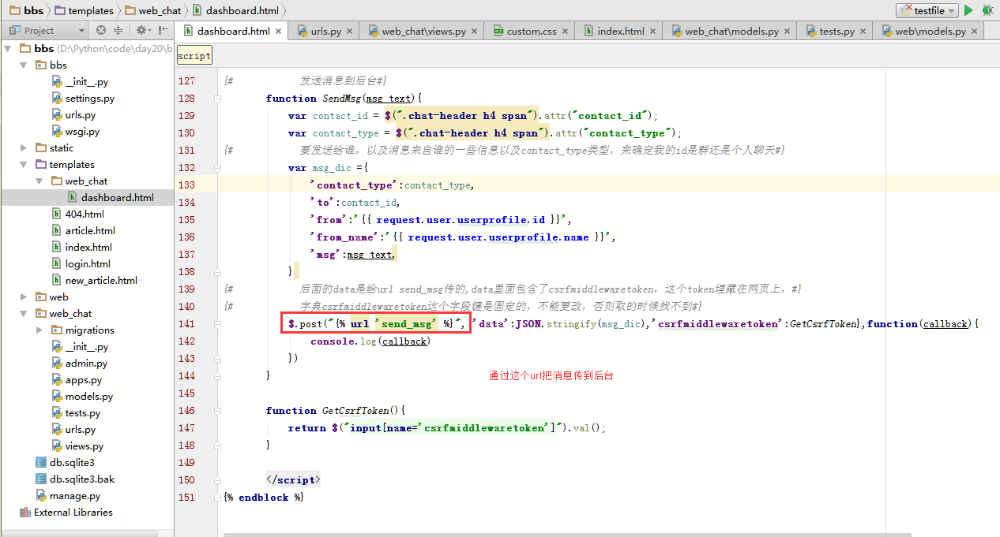 bbs templates web_chat dashboard.html testfile
Project dashboard.html urls.py web_chat\views.py custom.css index.html web_chat\models.py tests.py web\models.py
bbs (D:\Python\code\day20\b
bbs
__init__.py
settings.py
urls.py
wsgi.py
static
templates
web_chat
dashboard.html
404.html
article.html
index.html
login.html
new_article.html
web
web_chat
migrations
__init__.py
admin.py
apps.py
models.py
tests.py
urls.py
views.py
db.sqlite3
db.sqlite3.bak
manage.py
External Libraries
script
127 {# 发送消息到后台#}
128 function SendMsg(msg_text){
129 var contact_id = $(".chat-header h4 span").attr("contact_id");
130 var contact_type = $(".chat-header h4 span").attr("contact_type");
131 {# 要发送给谁，以及消息来自谁的一些信息以及contact_type类型，来确定我的id是群还是个人聊天#}
132 var msg_dic ={
133 'contact_type':contact_type,
134 'to':contact_id,
135 'from':'{{ request.user.userprofile.id }}',
136 'from_name':'{{ request.user.userprofile.name }}',
137 'msg':msg_text,
138 }
139 {# 后面的data是给url send_msg传的,data里面包含了csrfmiddlewaretoken，这个token埋藏在网页上，#}
140 {# 字典csrfmiddlewaretoken这个字段键是固定的，不能更改，否则取的时候找不到#}
141 $.post("{% url 'send_msg' %}", 'data':JSON.stringify(msg_dic),'csrfmiddlewaretoken':GetCsrfToken},function(callback){
142 console.log(callback)
143 })
144 }
通过这个url把消息传到后台
145
146 function GetCsrfToken(){
147 return $("input[name='csrfmiddlewaretoken']").val();
148 }
149
150 </script>
151 {% endblock %}